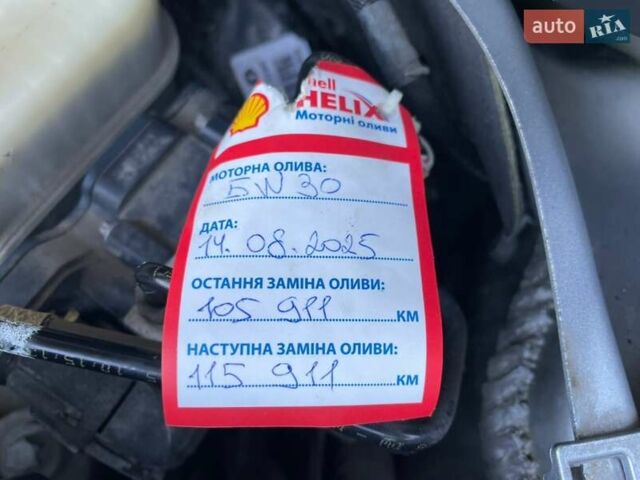 auto RIA.com
Shell
HELIX
Моторні оливи
МОТОРНА ОЛИВА:
5W30
ДАТА:
14.08.2025
ОСТАННЯ ЗАМІНА ОЛИВИ:
105 911 КМ
НАСТУПНА ЗАМІНА ОЛИВИ:
115 911 КМ